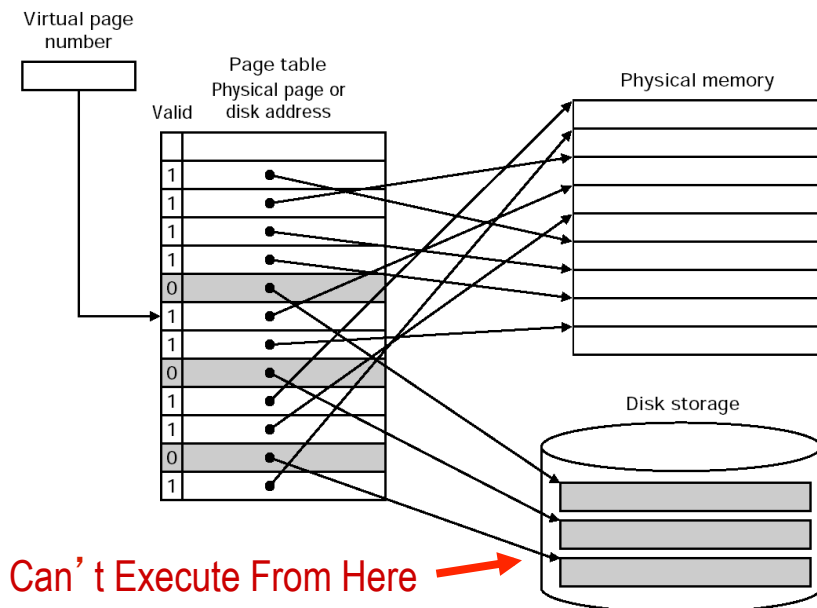 Virtual page
number
Page table
Physical page or
disk address
Valid
Physical memory
1
1
1
1
0
1
1
0
1
1
0
1
Disk storage
Can’ t Execute From Here